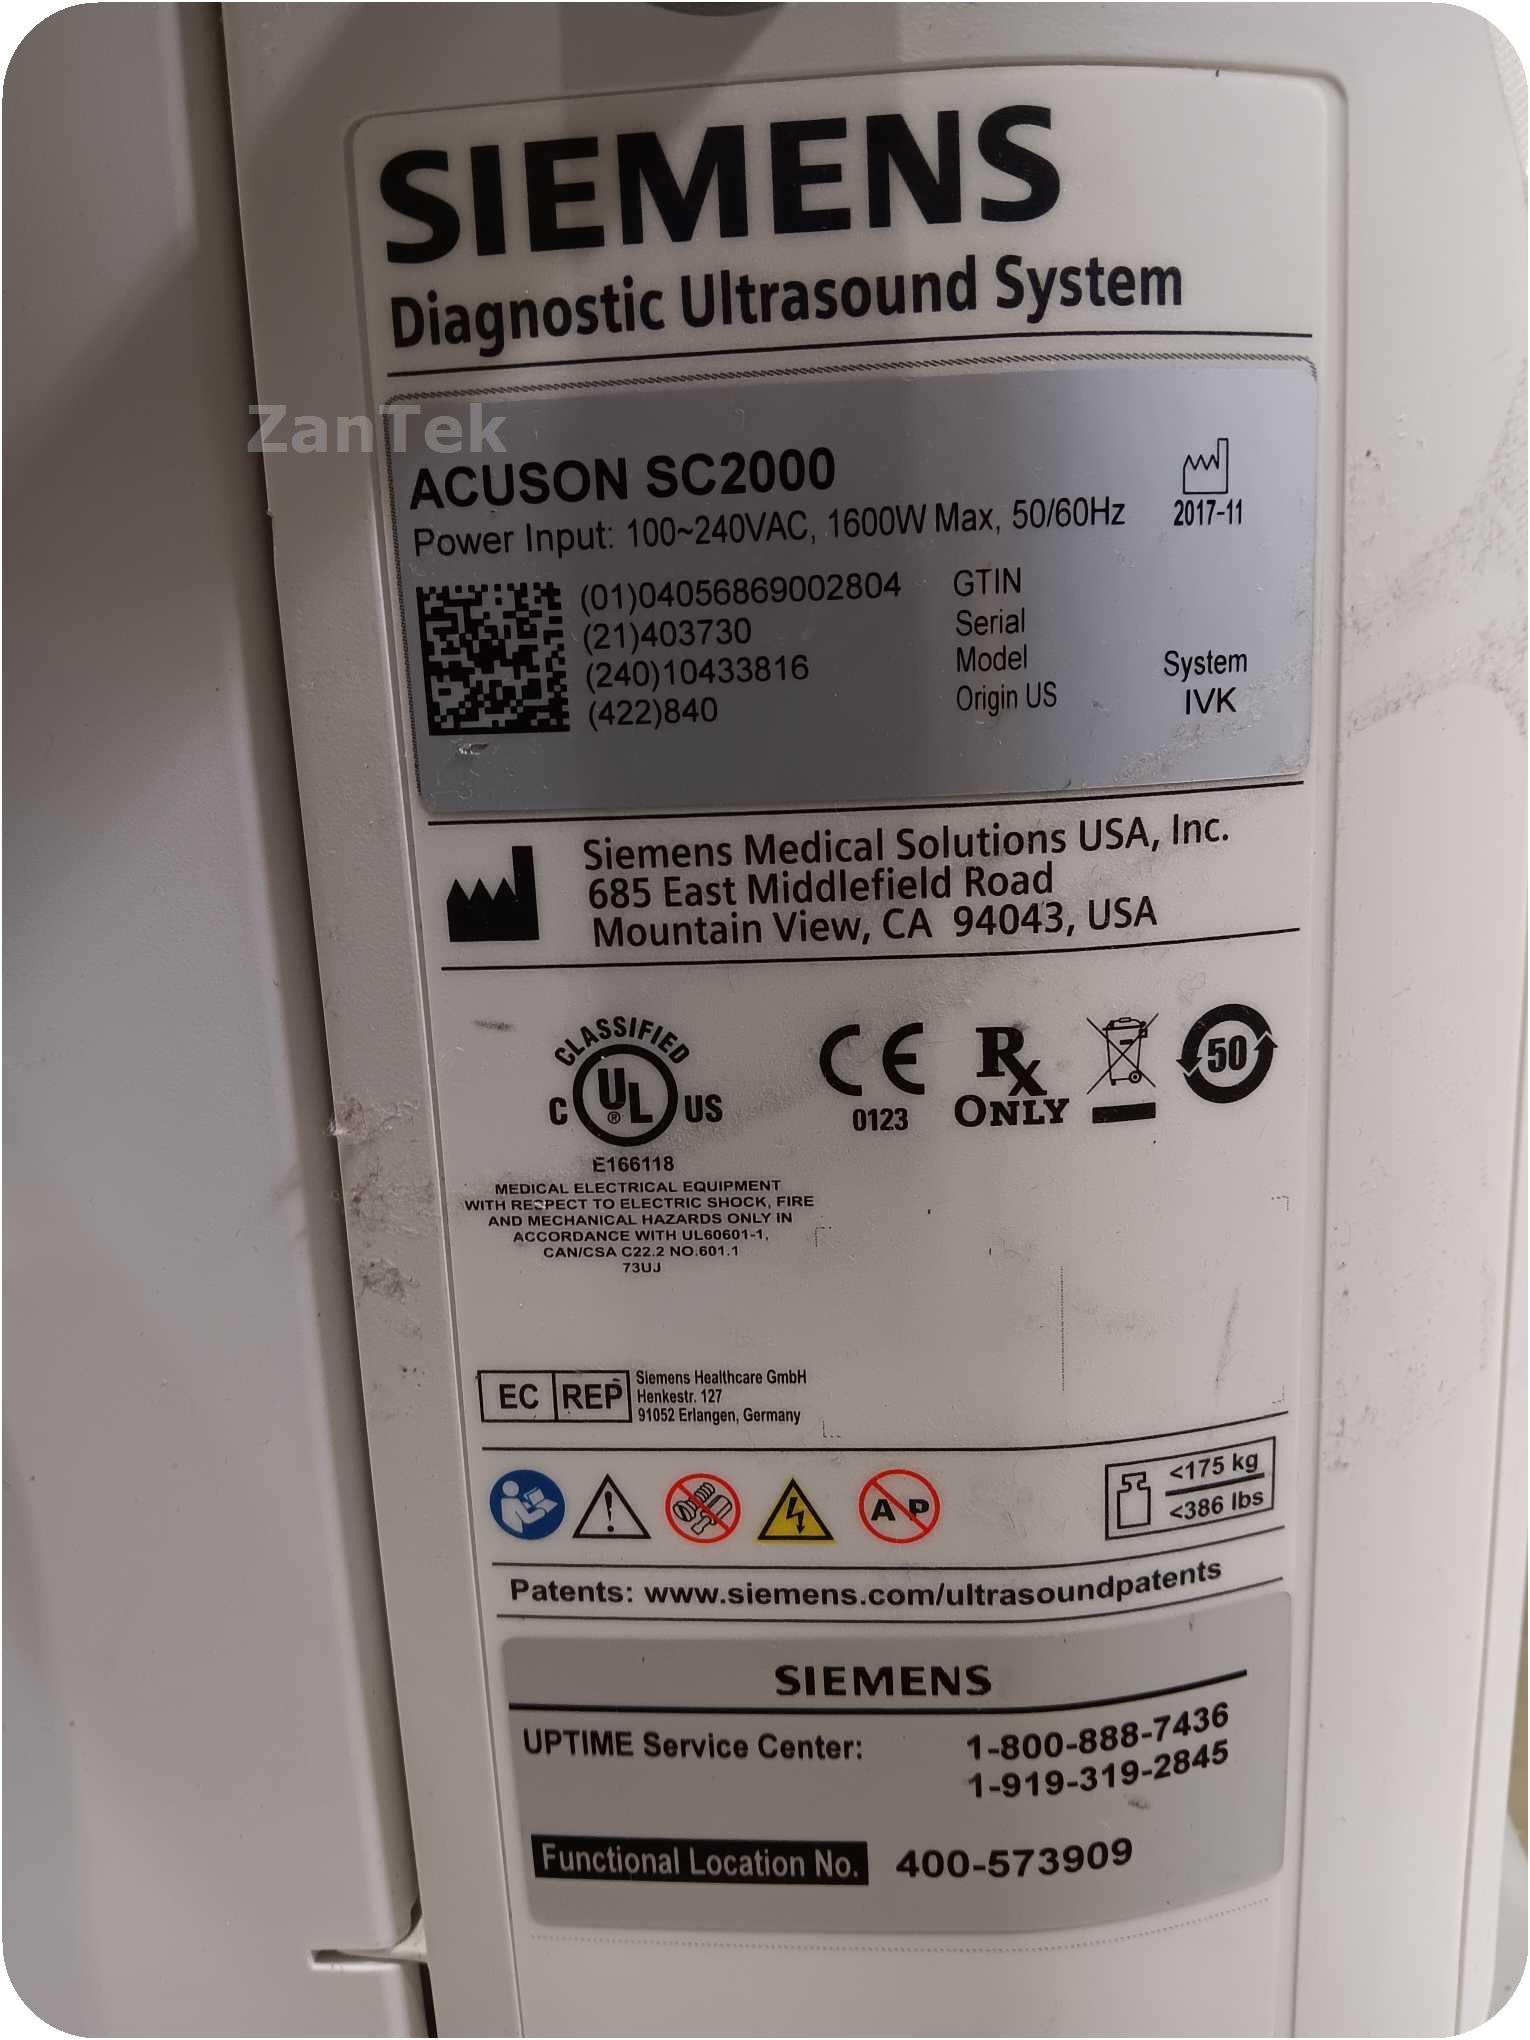 SIEMENS
Diagnostic Ultrasound System
ZanTek
ACUSON SC2000
Power Input: 100~240VAC, 1600W Max, 50/60Hz
2017-11
(01)04056869002804 GTIN
(21)403730 Serial
(240)10433816 Model System
(422)840 Origin US IVK
Siemens Medical Solutions USA, Inc.
685 East Middlefield Road
Mountain View, CA 94043, USA
CLASSIFIED
C UL ® US
E166118
MEDICAL ELECTRICAL EQUIPMENT
WITH RESPECT TO ELECTRIC SHOCK, FIRE
AND MECHANICAL HAZARDS ONLY IN
ACCORDANCE WITH UL60601-1,
CAN/CSA C22.2 NO.601.1
73UJ
CE
0123
Rx
ONLY
50
EC REP
Siemens Healthcare GmbH
Henkestr. 127
91052 Erlangen, Germany
AP
<175 kg
<386 lbs
Patents: www.siemens.com/ultrasoundpatents
SIEMENS
UPTIME Service Center: 1-800-888-7436
1-919-319-2845
Functional Location No. 400-573909